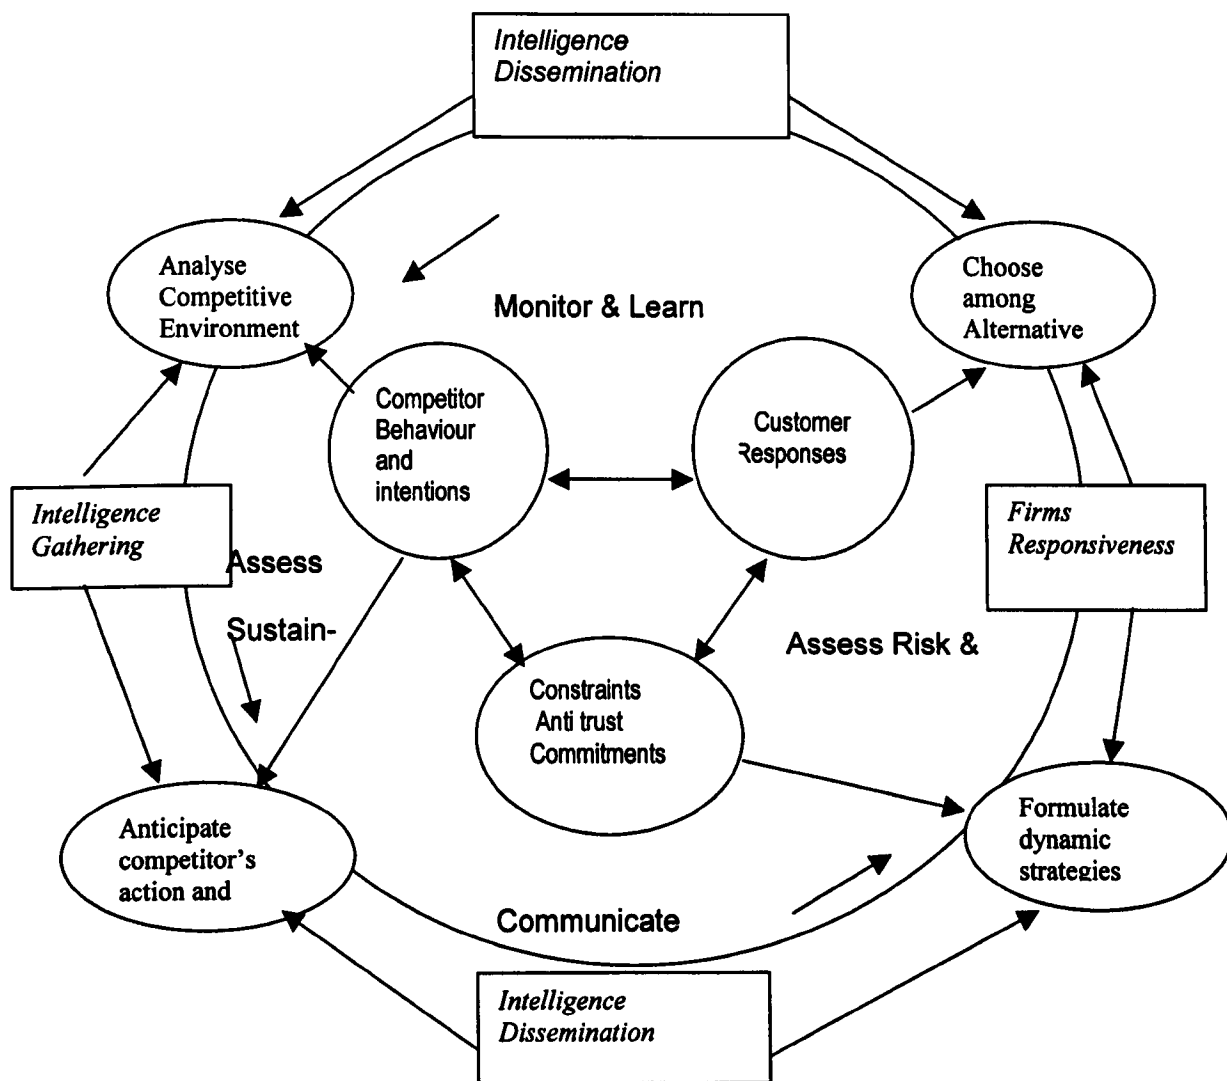 Intelligence
Dissemination
Analyse
Competitive
Environment
Choose
among
Alternative
Monitor & Learn
Competitor
Behaviour
and
intentions
Customer
Responses
Intelligence
Gathering
Firms
Responsiveness
Assess
Sustain-
Assess Risk &
Constraints
Anti trust
Commitments
Anticipate
competitor's
action and
Formulate
dynamic
strategies
Communicate
Intelligence
Dissemination